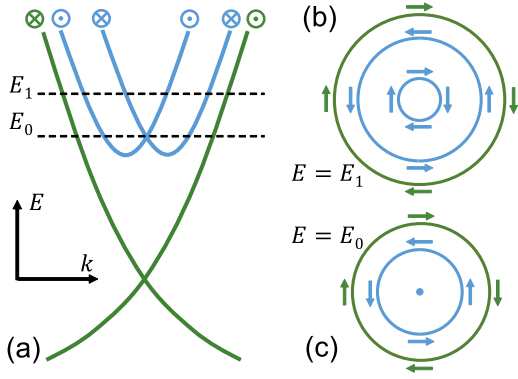 (b)
E₁
E₀
E = E₁
E
E = E₀
k
(a)
(c)